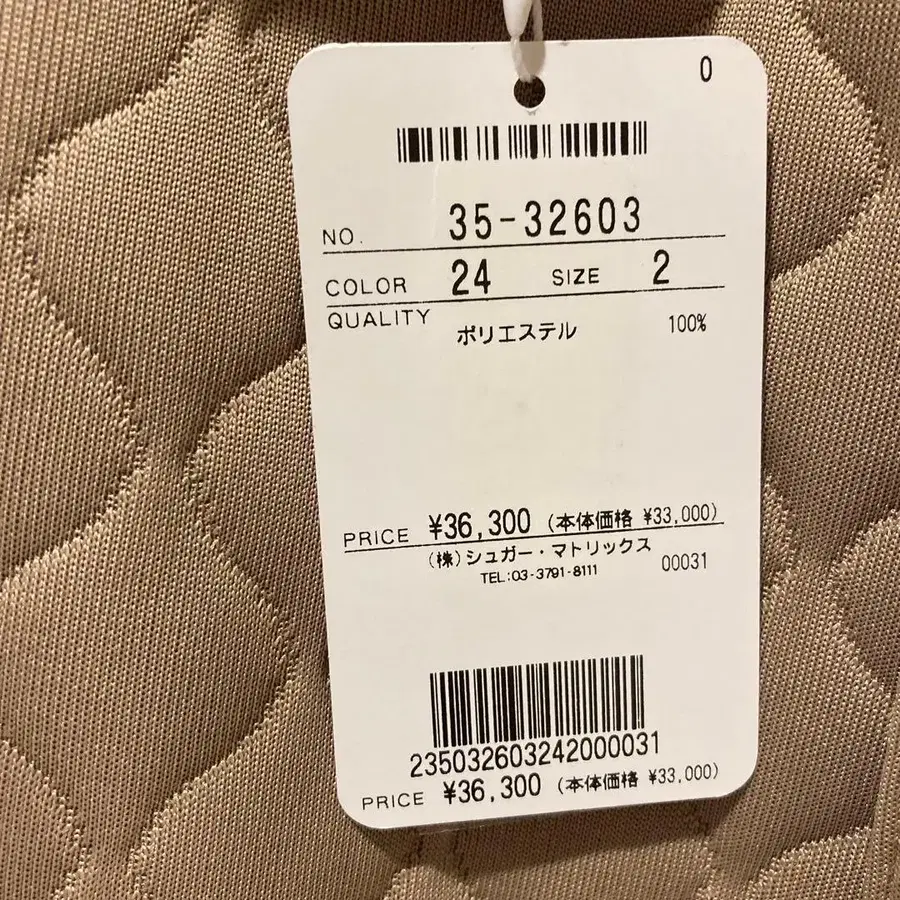 0
NO. 35-32603
COLOR 24 SIZE 2
QUALITY
ポリエステル 100%
PRICE ¥36,300 (本体価格 ¥33,000)
(株)シュガー・マトリックス
TEL:03-3791-8111 00031
235032603242000031
PRICE ¥36,300 (本体価格 ¥33,000)